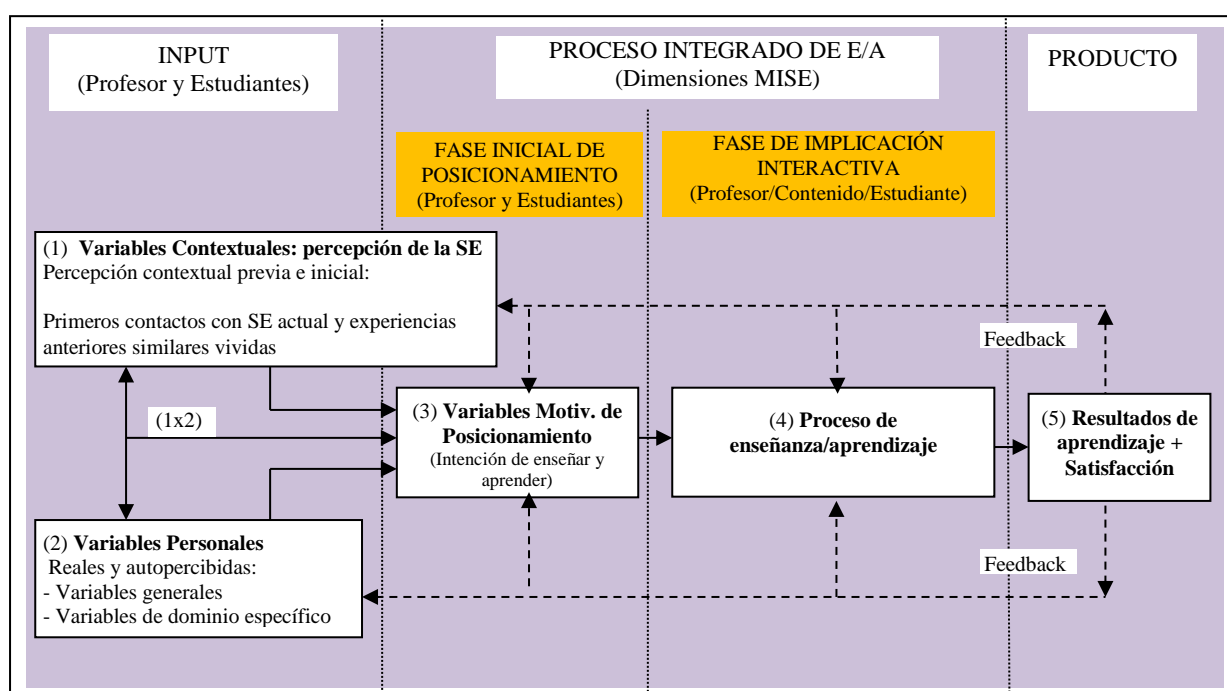 INPUT
(Profesor y Estudiantes)
PROCESO INTEGRADO DE E/A
(Dimensiones MISE)
PRODUCTO
FASE INICIAL DE
POSICIONAMIENTO
(Profesor y Estudiantes)
FASE DE IMPLICACIÓN
INTERACTIVA
(Profesor/Contenido/Estudiante)
(1) Variables Contextuales: percepción de la SE
Percepción contextual previa e inicial:
Primeros contactos con SE actual y experiencias
anteriores similares vividas
Feedback
(1x2)
(3) Variables Motiv. de
Posicionamiento
(Intención de enseñar y
aprender)
(4) Proceso de
enseñanza/aprendizaje
(5) Resultados de
aprendizaje +
Satisfacción
(2) Variables Personales
Reales y autopercibidas:
- Variables generales
- Variables de dominio específico
Feedback